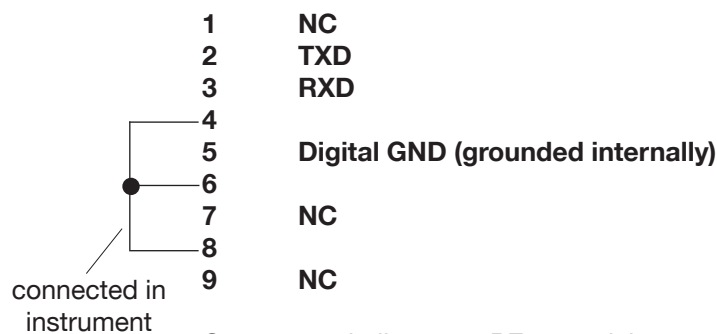 1 NC
2 TXD
3 RXD
4
5 Digital GND (grounded internally)
6
7 NC
8
9 NC
connected in
instrument